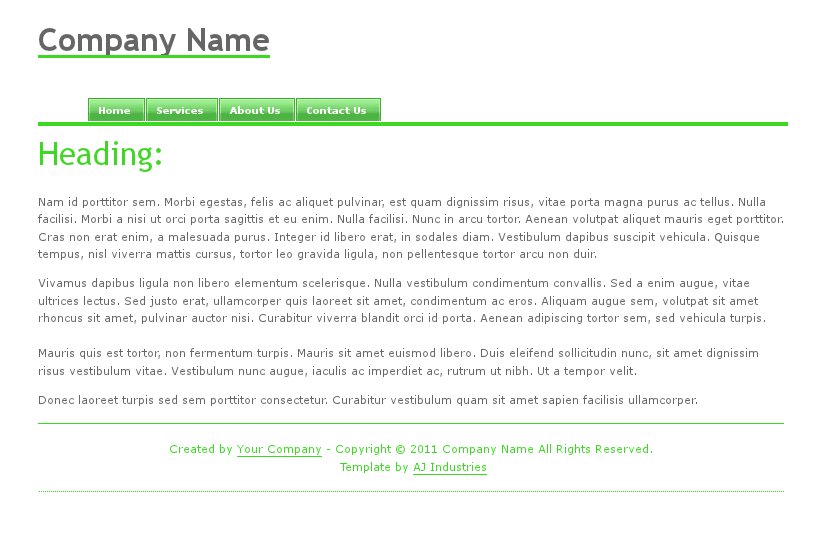 Company Name
Home Services About Us Contact Us
Heading:
Nam id porttitor sem. Morbi egestas, felis ac aliquet pulvinar, est quam dignissim risus, vitae porta magna purus ac tellus. Nulla
facilisi. Morbi a nisi ut orci porta sagittis et eu enim. Nulla facilisi. Nunc in arcu tortor. Aenean volutpat aliquet mauris eget porttitor.
Cras non erat enim, a malesuada purus. Integer id libero erat, in sodales diam. Vestibulum dapibus suscipit vehicula. Quisque
tempus, nisl viverra mattis cursus, tortor leo gravida ligula, non pellentesque tortor arcu non duir.
Vivamus dapibus ligula non libero elementum scelerisque. Nulla vestibulum condimentum convallis. Sed a enim augue, vitae
ultrices lectus. Sed justo erat, ullamcorper quis laoreet sit amet, condimentum ac eros. Aliquam augue sem, volutpat sit amet
rhoncus sit amet, pulvinar auctor nisi. Curabitur viverra blandit orci id porta. Aenean adipiscing tortor sem, sed vehicula turpis.
Mauris quis est tortor, non fermentum turpis. Mauris sit amet euismod libero. Duis eleifend sollicitudin nunc, sit amet dignissim
risus vestibulum vitae. Vestibulum nunc augue, iaculis ac imperdiet ac, rutrum ut nibh. Ut a tempor velit.
Donec laoreet turpis sed sem porttitor consectetur. Curabitur vestibulum quam sit amet sapien facilisis ullamcorper.
Created by Your Company - Copyright © 2011 Company Name All Rights Reserved.
Template by AJ Industries